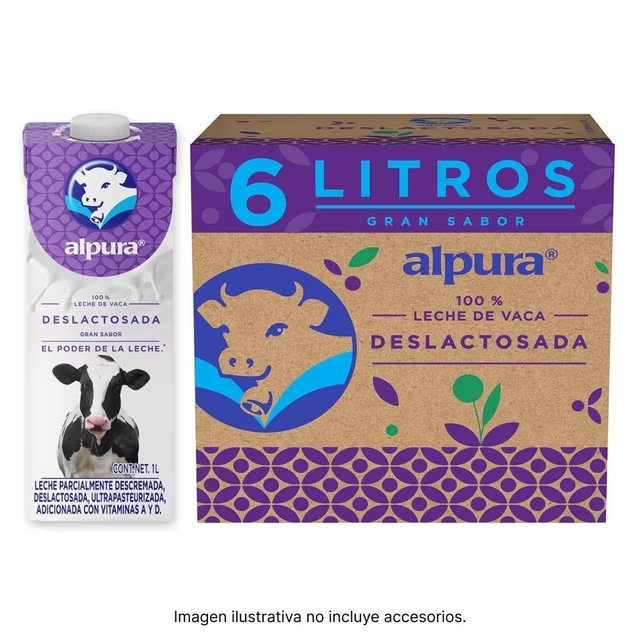 alpura®
100 %
LECHE DE VACA
DESLACTOSADA
GRAN SABOR
EL PODER DE LA LECHE.®
CONT. NET. 1L
LECHE PARCIALMENTE DESCREMADA,
DESLACTOSADA, ULTRAPASTEURIZADA,
ADICIONADA CON VITAMINAS A Y D.
DESLACTOSADA
6 LITROS
GRAN SABOR
alpura®
100 %
LECHE DE VACA
DESLACTOSADA
Imagen ilustrativa no incluye accesorios.